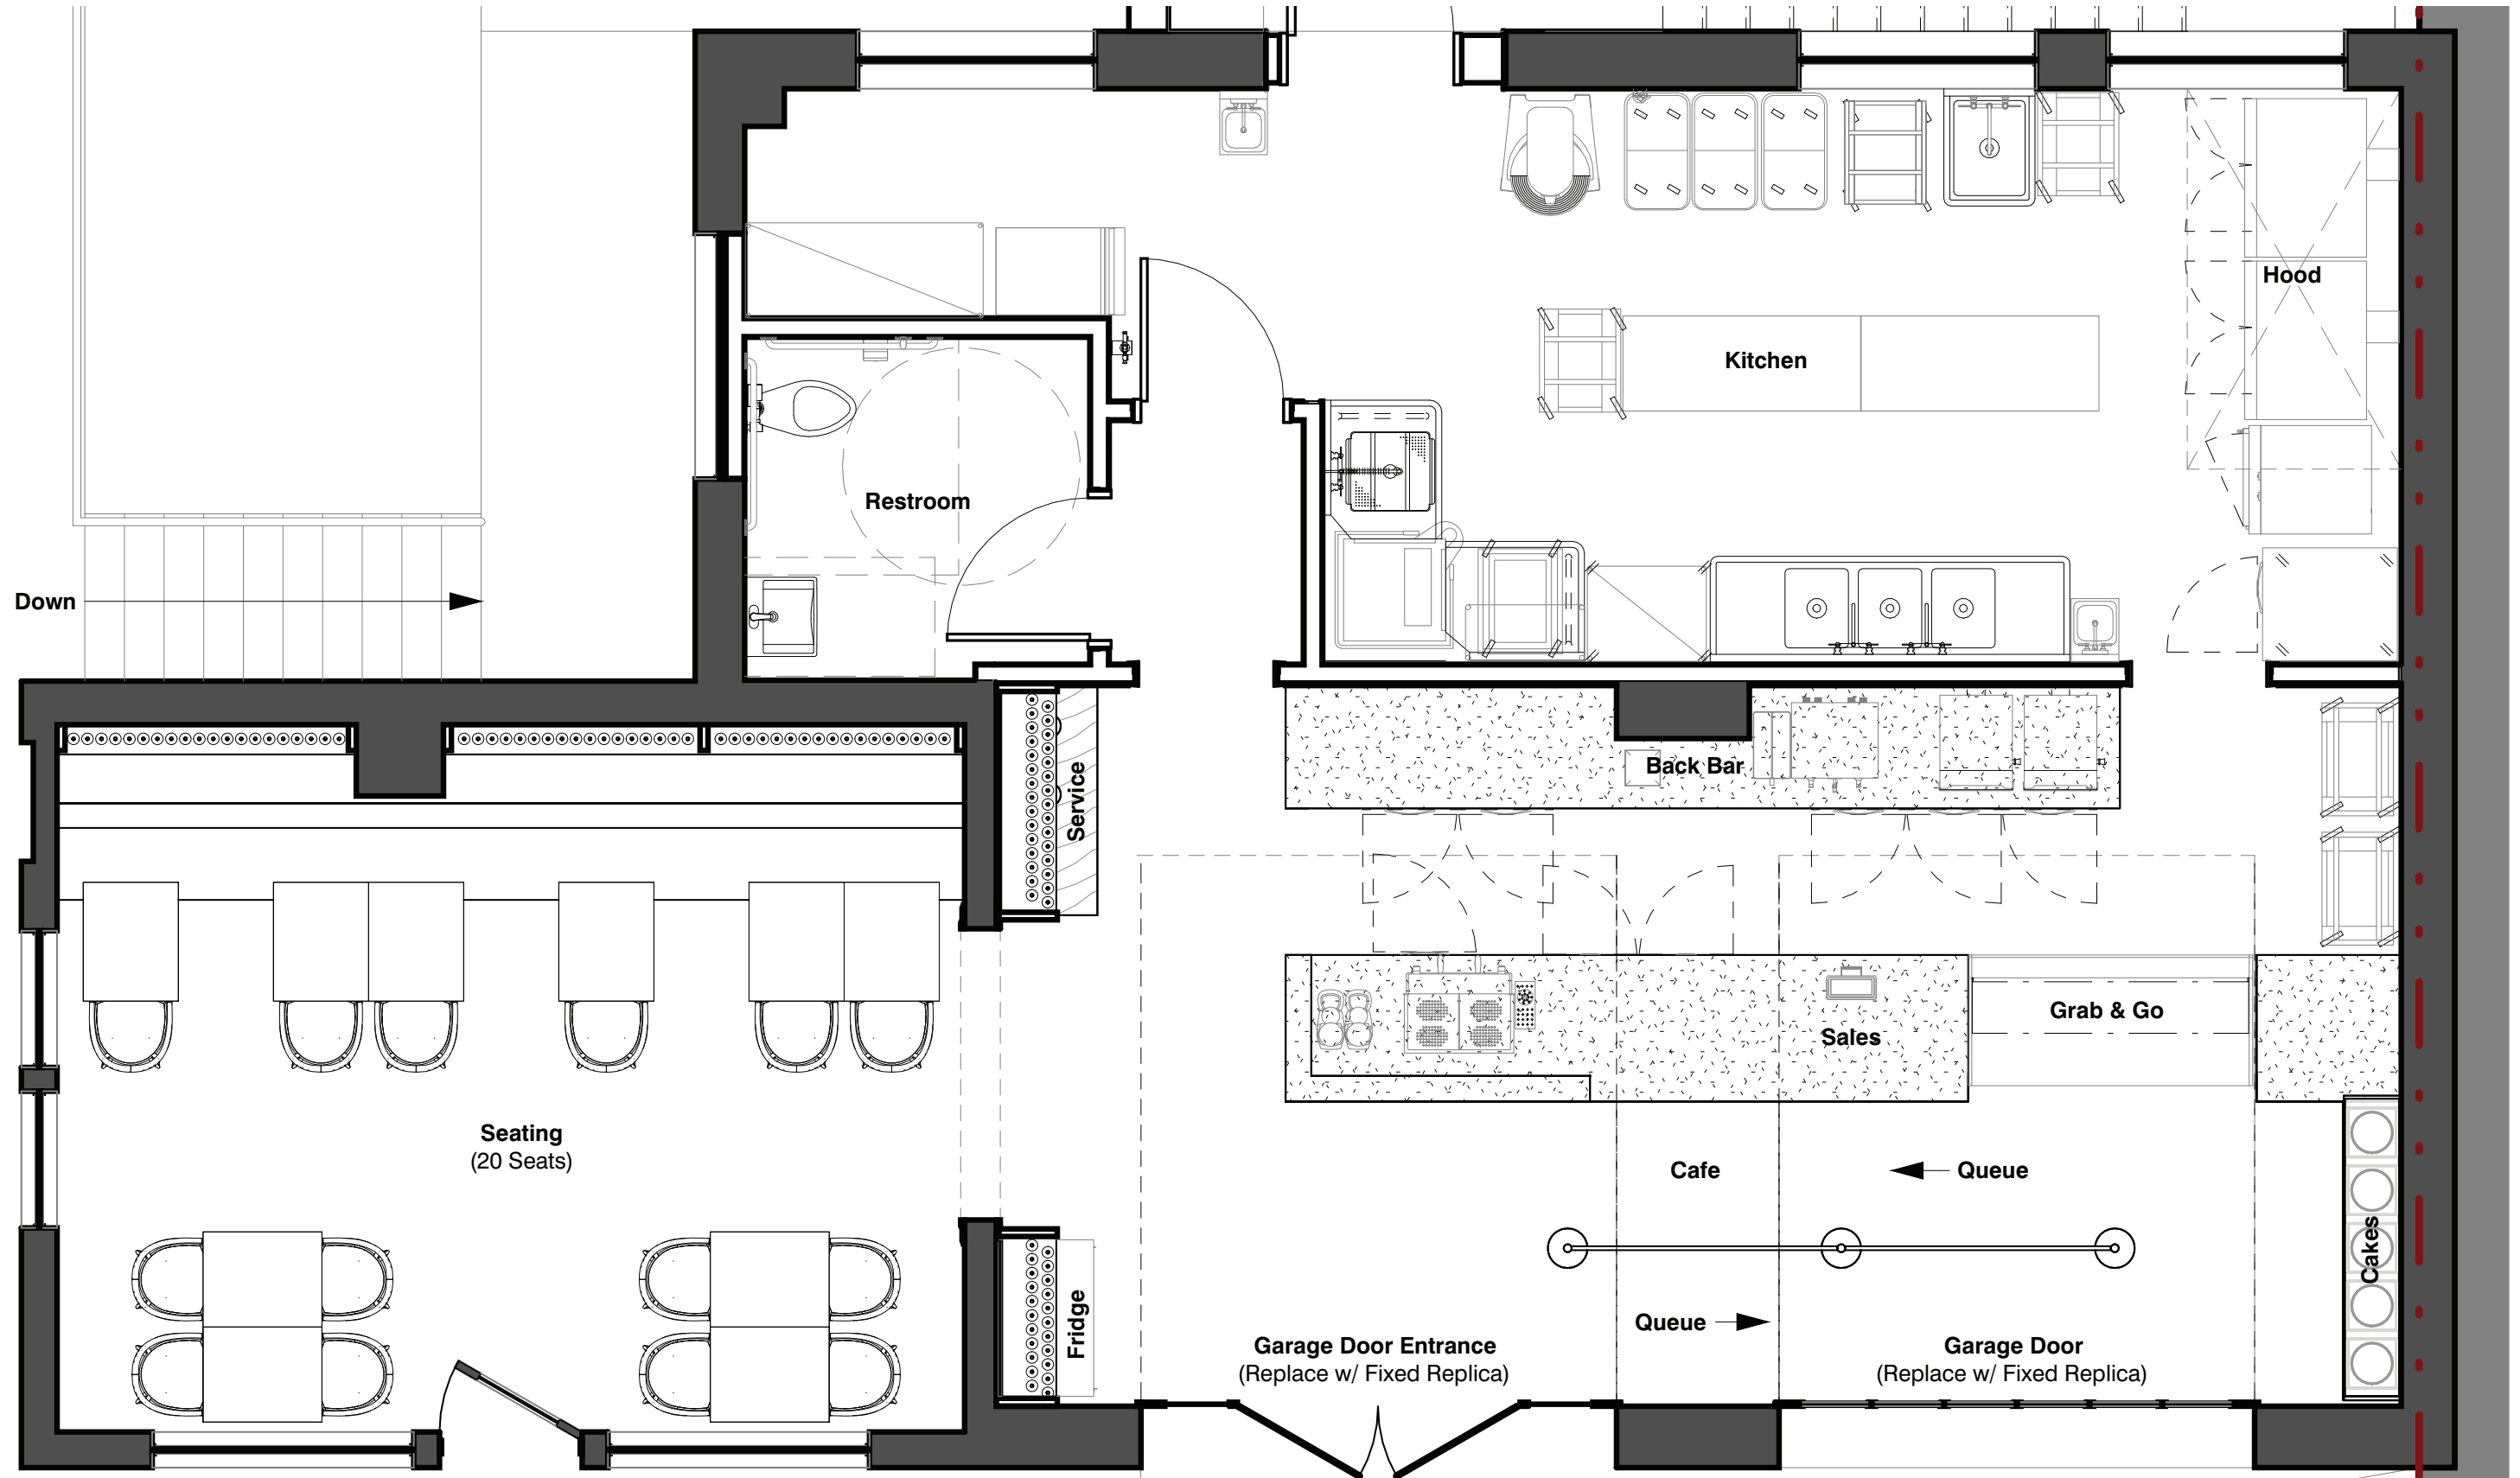 Hood
Kitchen
Restroom
Down
Back Bar
Service
Grab & Go
Sales
Seating
(20 Seats)
Cafe
Queue
Cakes
Fridge
Queue
Garage Door Entrance
(Replace w/ Fixed Replica)
Garage Door
(Replace w/ Fixed Replica)